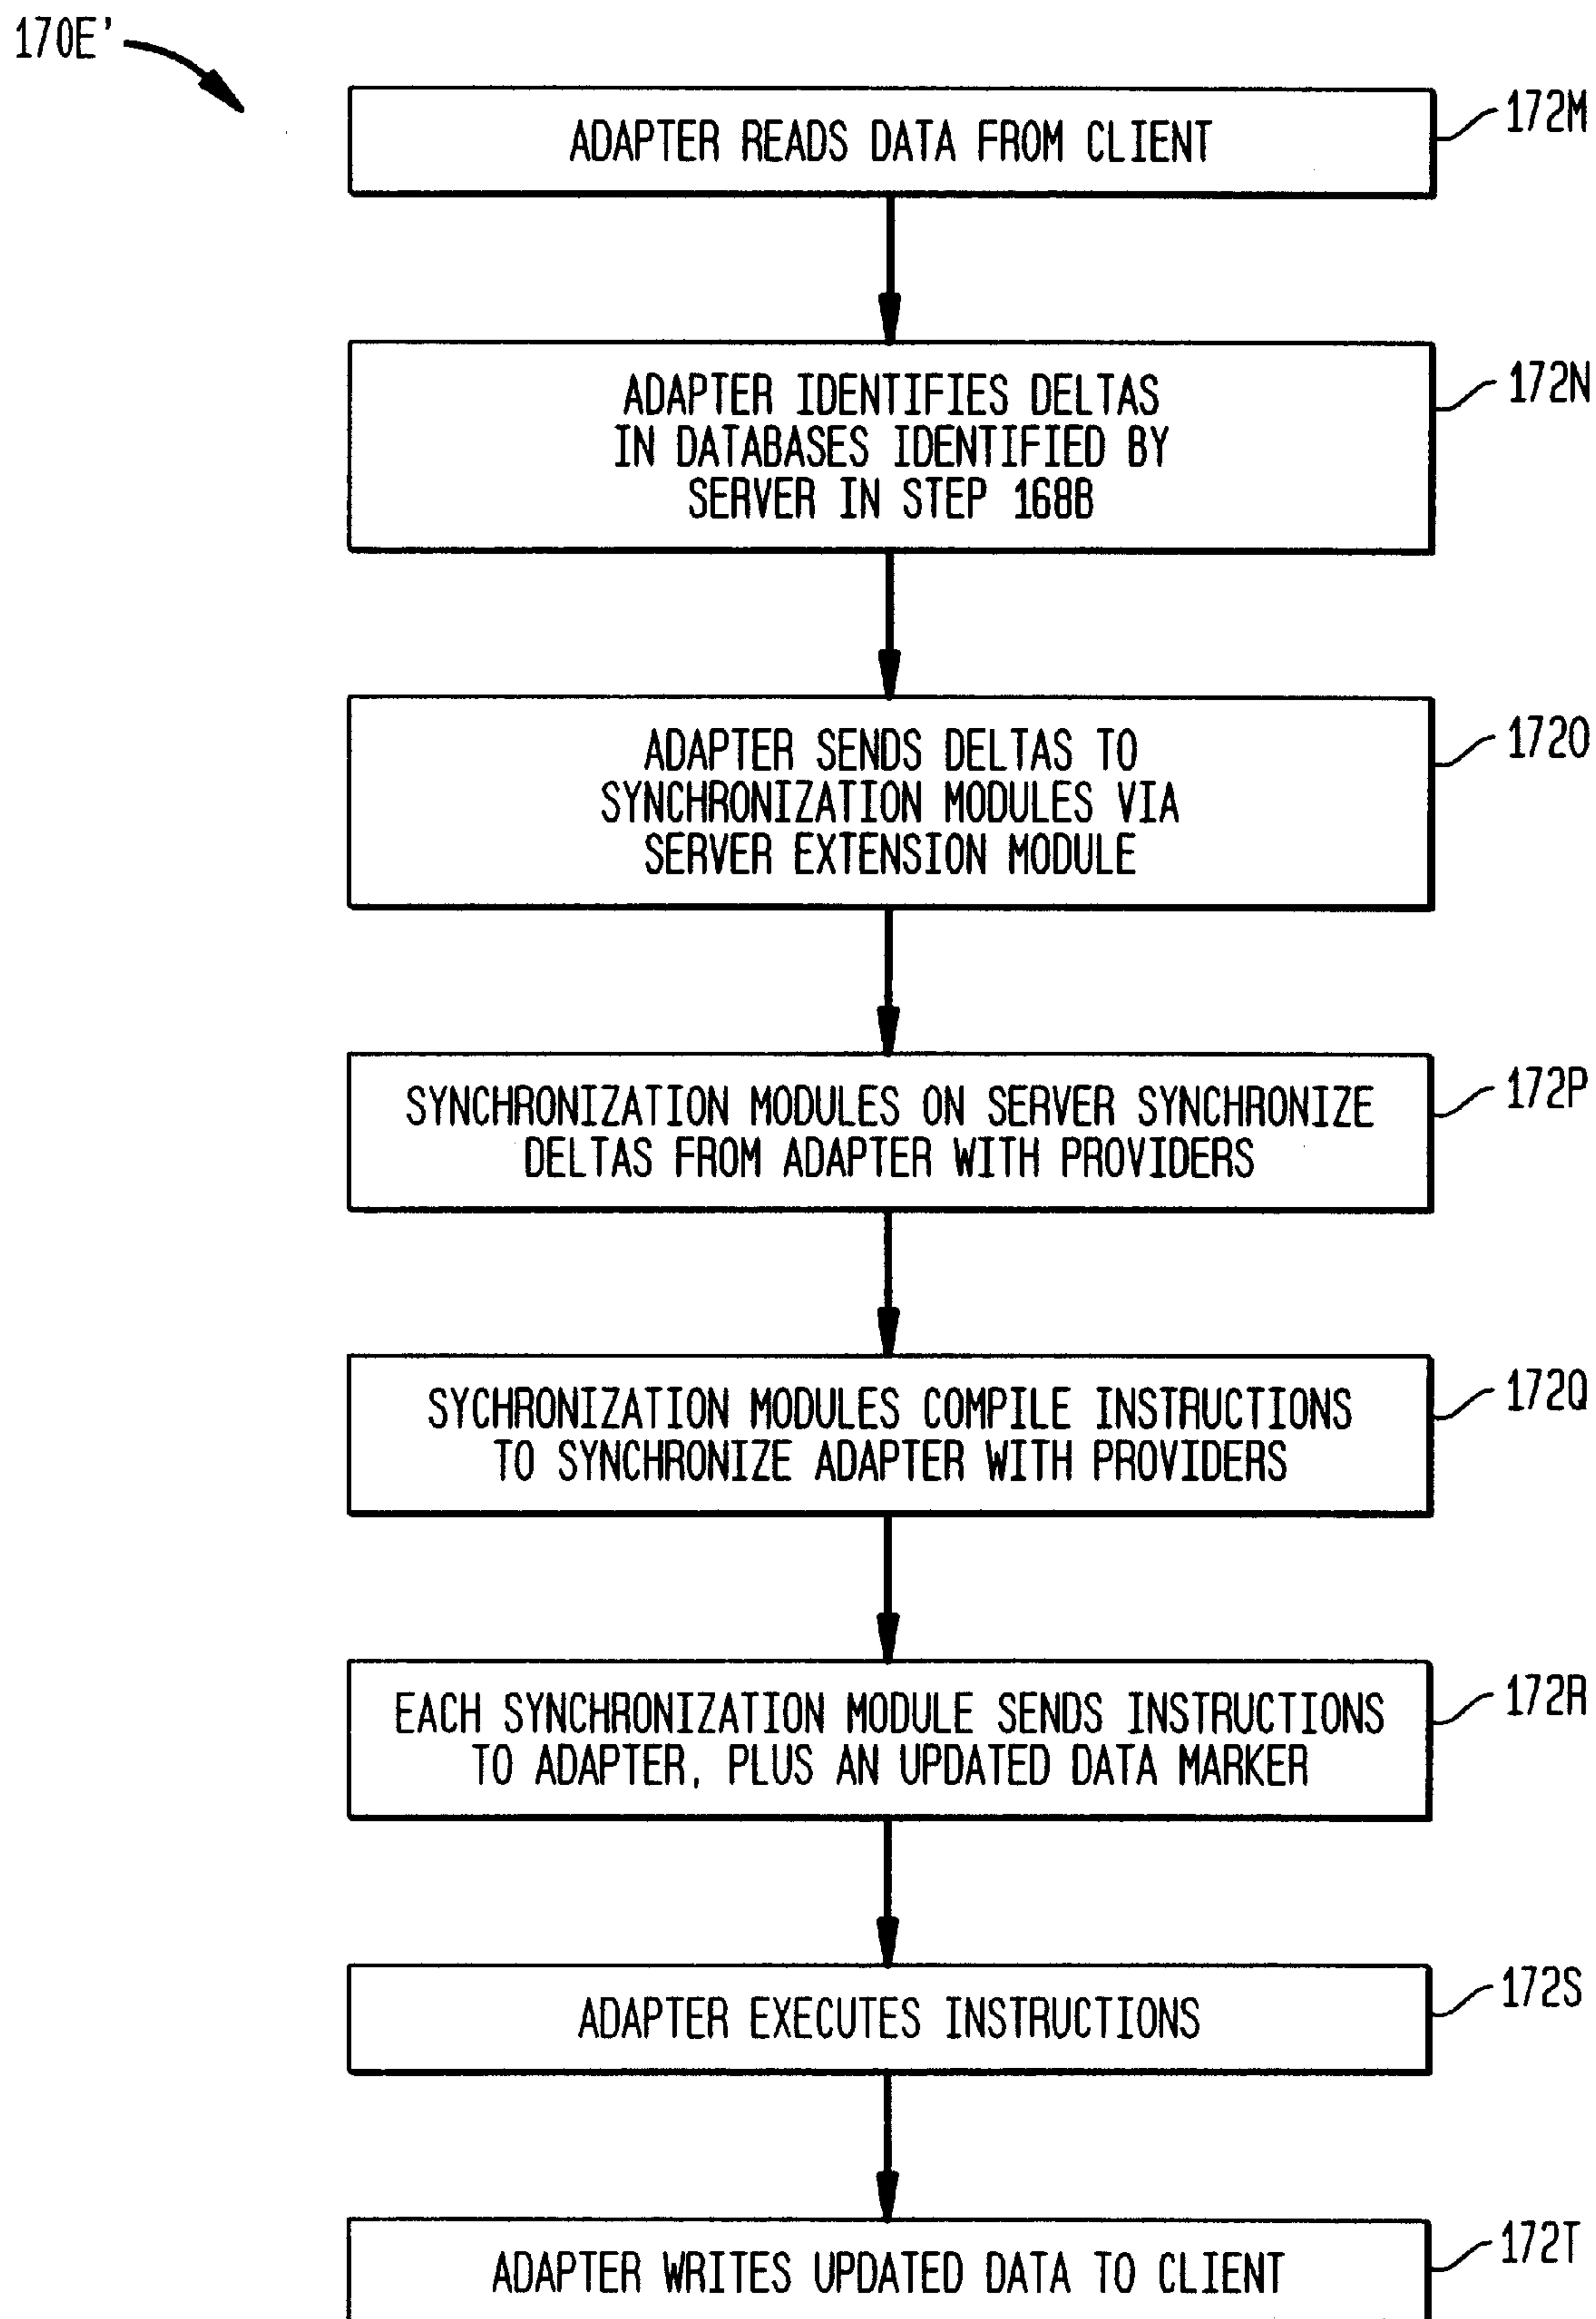 170E'
ADAPTER READS DATA FROM CLIENT
172M
ADAPTER IDENTIFIES DELTAS
IN DATABASES IDENTIFIED BY
SERVER IN STEP 168B
172N
ADAPTER SENDS DELTAS TO
SYNCHRONIZATION MODULES VIA
SERVER EXTENSION MODULE
172O
SYNCHRONIZATION MODULES ON SERVER SYNCHRONIZE
DELTAS FROM ADAPTER WITH PROVIDERS
172P
SYCHRONIZATION MODULES COMPILE INSTRUCTIONS
TO SYNCHRONIZE ADAPTER WITH PROVIDERS
172Q
EACH SYNCHRONIZATION MODULE SENDS INSTRUCTIONS
TO ADAPTER, PLUS AN UPDATED DATA MARKER
172R
ADAPTER EXECUTES INSTRUCTIONS
172S
ADAPTER WRITES UPDATED DATA TO CLIENT
172T